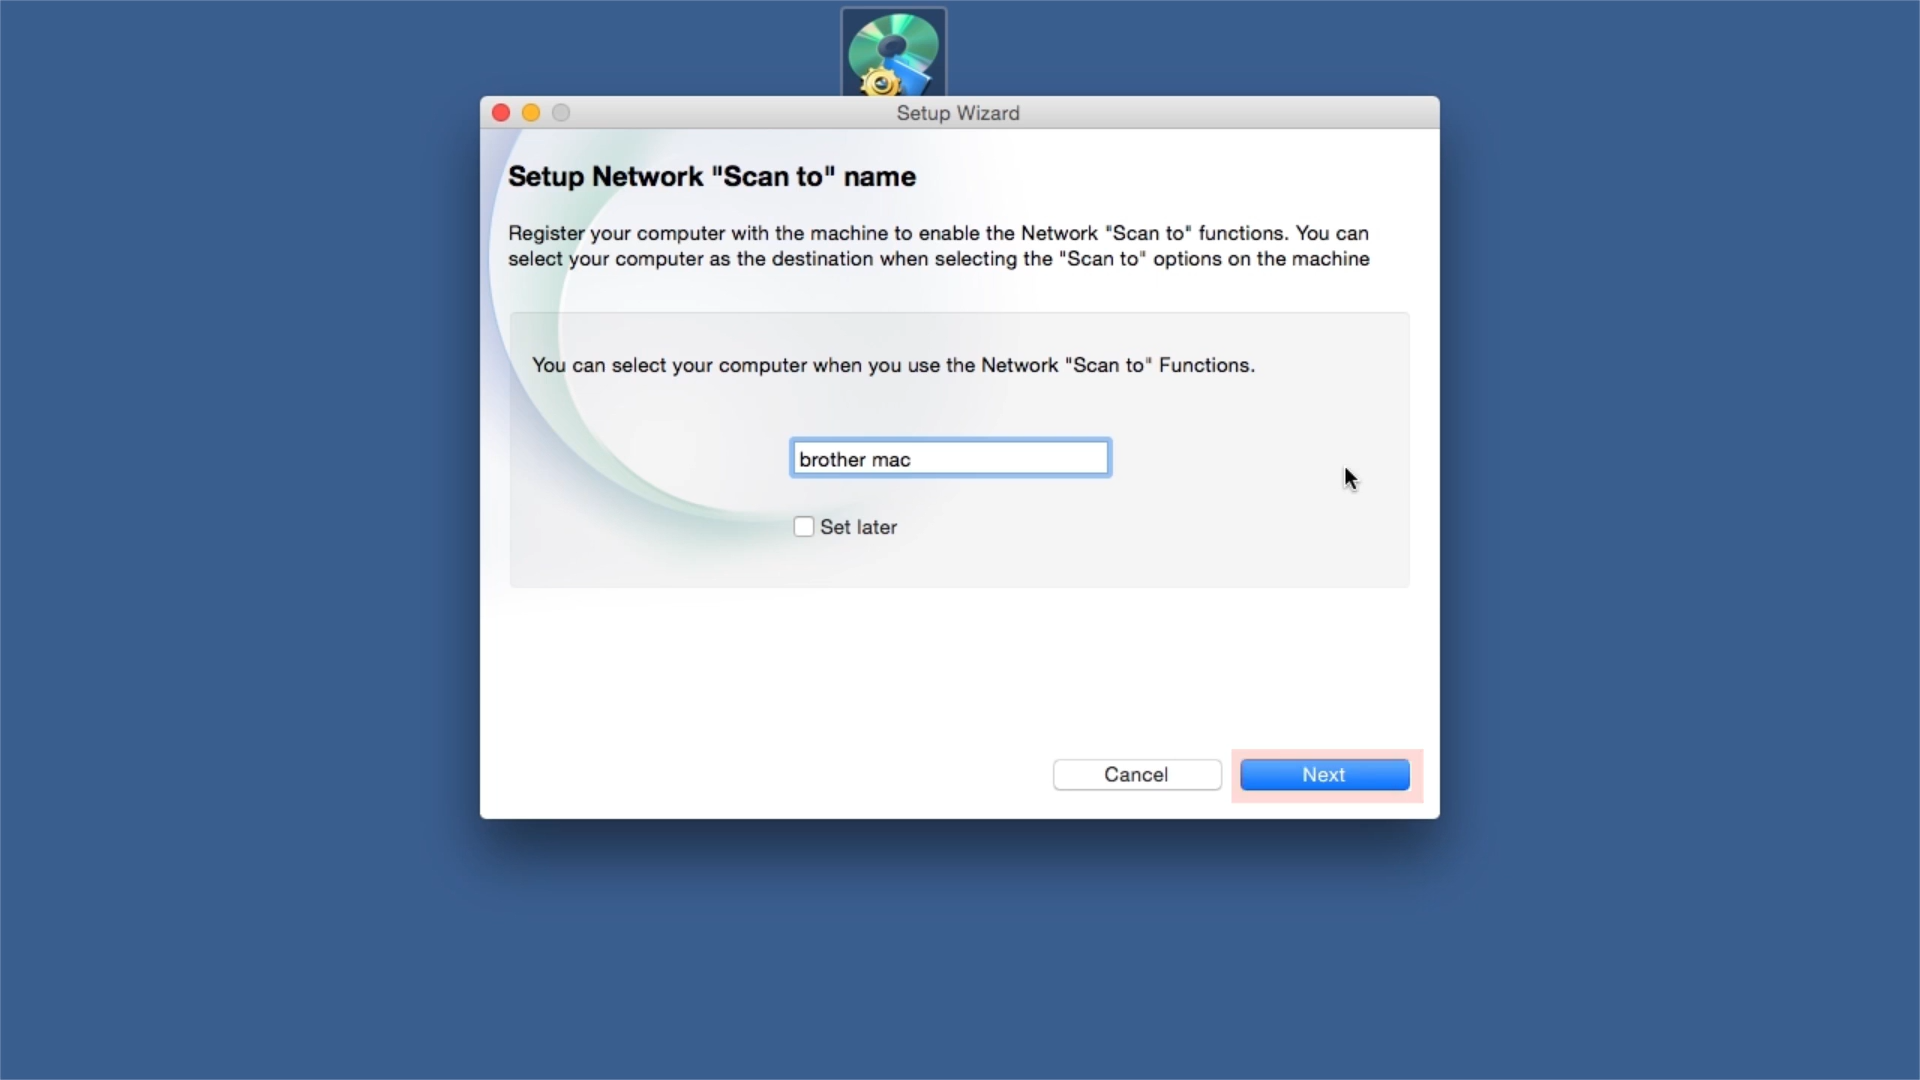 Setup Wizard
Setup Network "Scan to" name
Register your computer with the machine to enable the Network "Scan to" functions. You can
select your computer as the destination when selecting the "Scan to" options on the machine
You can select your computer when you use the Network "Scan to" Functions.
brother mac
Set later
Cancel
Next